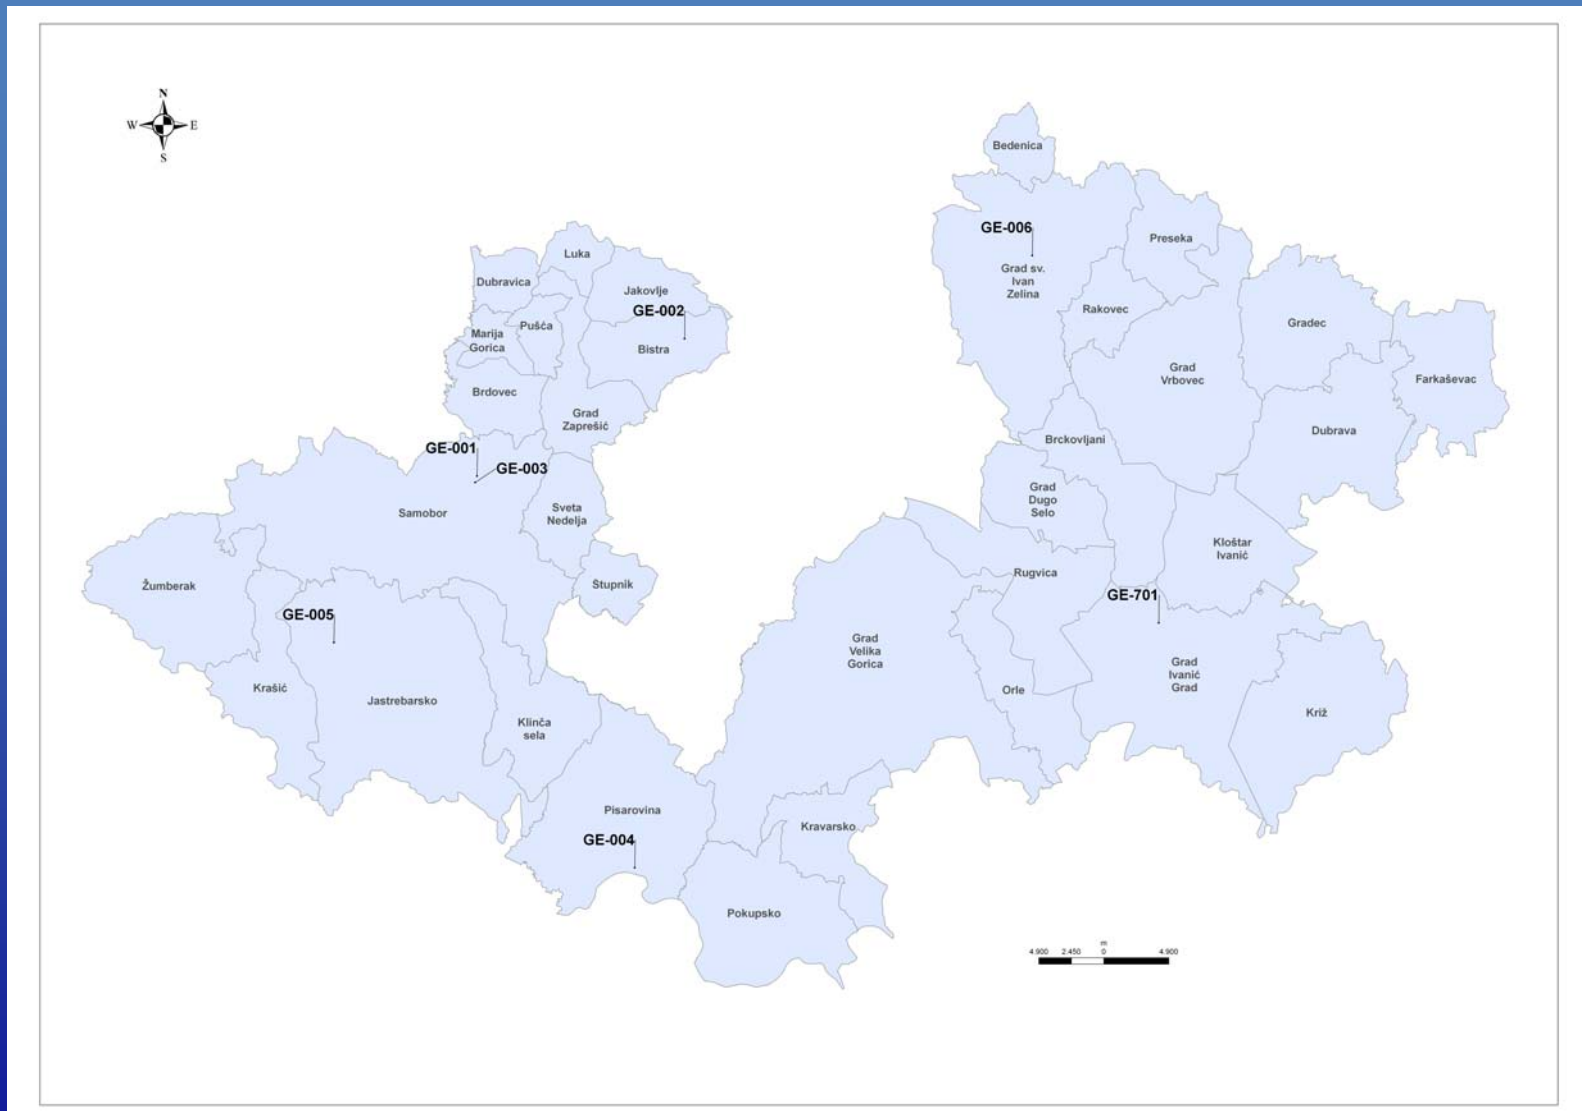 N
W E
S
Bedenica
GE-006
Preseka
Grad sv.
Ivan
Zelina
Luka
Dubravica
Jakovlje
GE-002
Rakovec
Pušća
Marija
Gorica
Bistra
Gradec
Grad
Vrbovec
Farkaševac
Brdovec
Grad
Zaprešić
Dubrava
Brckovljani
GE-001
GE-003
Grad
Dugo
Selo
Samobor
Sveta
Nedelja
Kloštar
Ivanić
Rugvica
Žumberak
Stupnik
GE-701
GE-005
Grad
Velika
Gorica
Grad
Ivanić
Grad
Krašić
Jastrebarsko
Orle
Križ
Klinča
sela
Pisarovina
Kravarsko
GE-004
Pokupsko
m
4.900 2.450 0 4.900